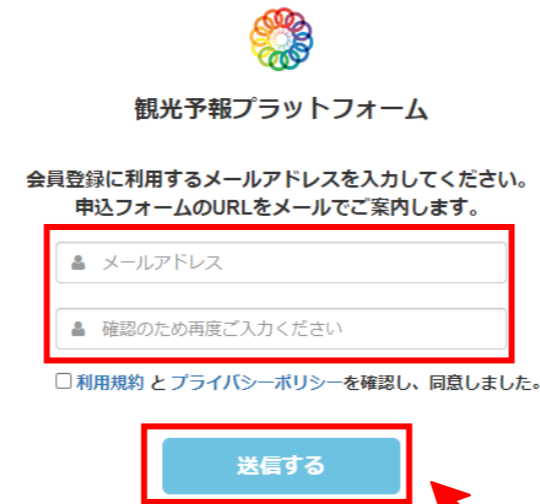 観光予報プラットフォーム
会員登録に利用するメールアドレスを入力してください。
申込フォームのURLをメールでご案内します。
メールアドレス
確認のため再度ご入力ください
利用規約 と プライバシーポリシーを確認し、同意しました。
送信する